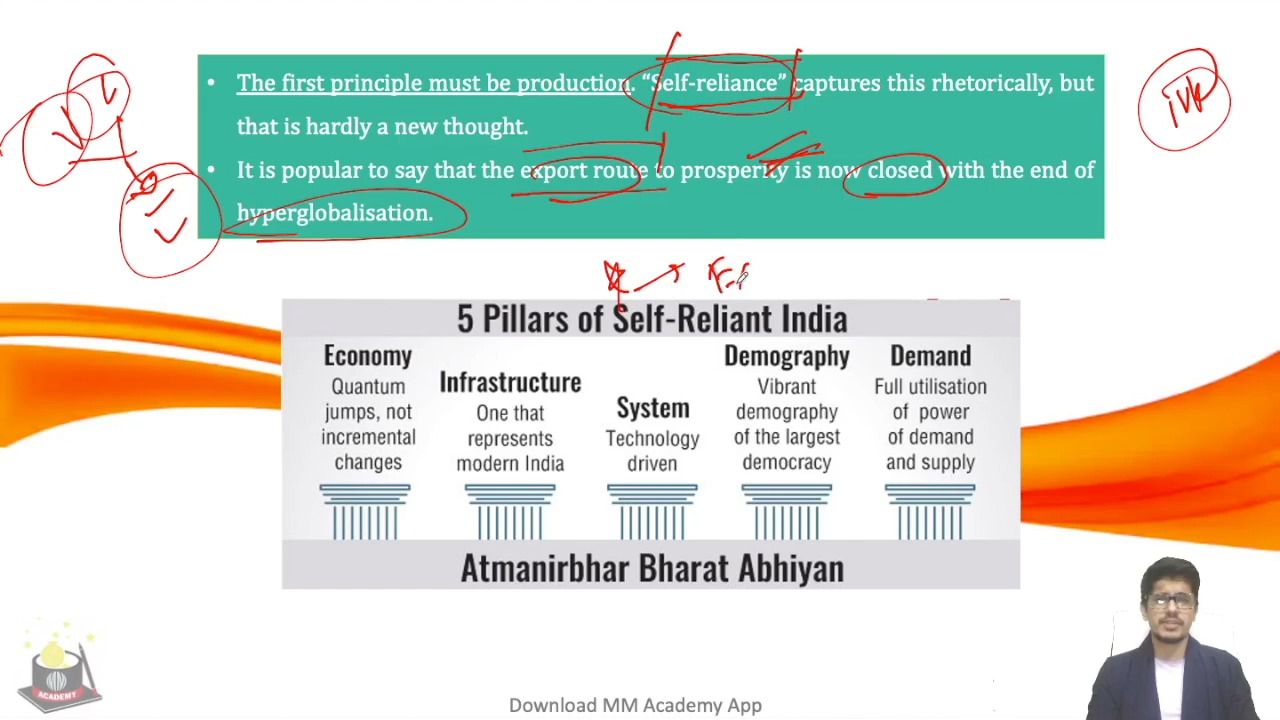 • The first principle must be production. “Self-reliance” captures this rhetorically, but
that is hardly a new thought.
• It is popular to say that the export route to prosperity is now closed with the end of
hyperglobalisation.
5 Pillars of Self-Reliant India
Economy
Quantum
jumps, not
incremental
changes
Infrastructure
One that
represents
modern India
System
Technology
driven
Demography
Vibrant
demography
of the largest
democracy
Demand
Full utilisation
of power
of demand
and supply
Atmanirbhar Bharat Abhiyan
ACADEMY
Download MM Academy App